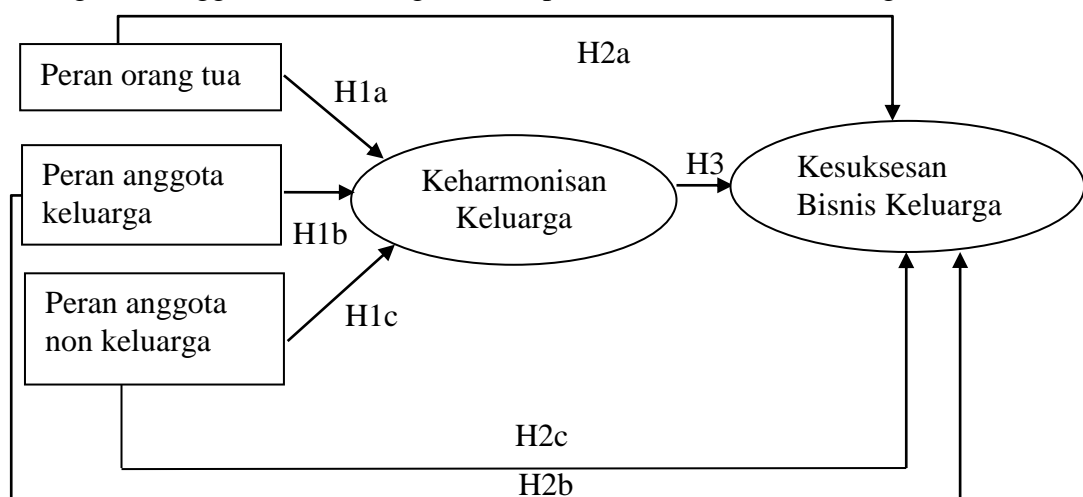 H2a
Peran orang tua
H1a
Peran anggota
keluarga
H1b
Keharmonisan
Keluarga
H3
Kesuksesan
Bisnis Keluarga
Peran anggota
non keluarga
H1c
H2c
H2b